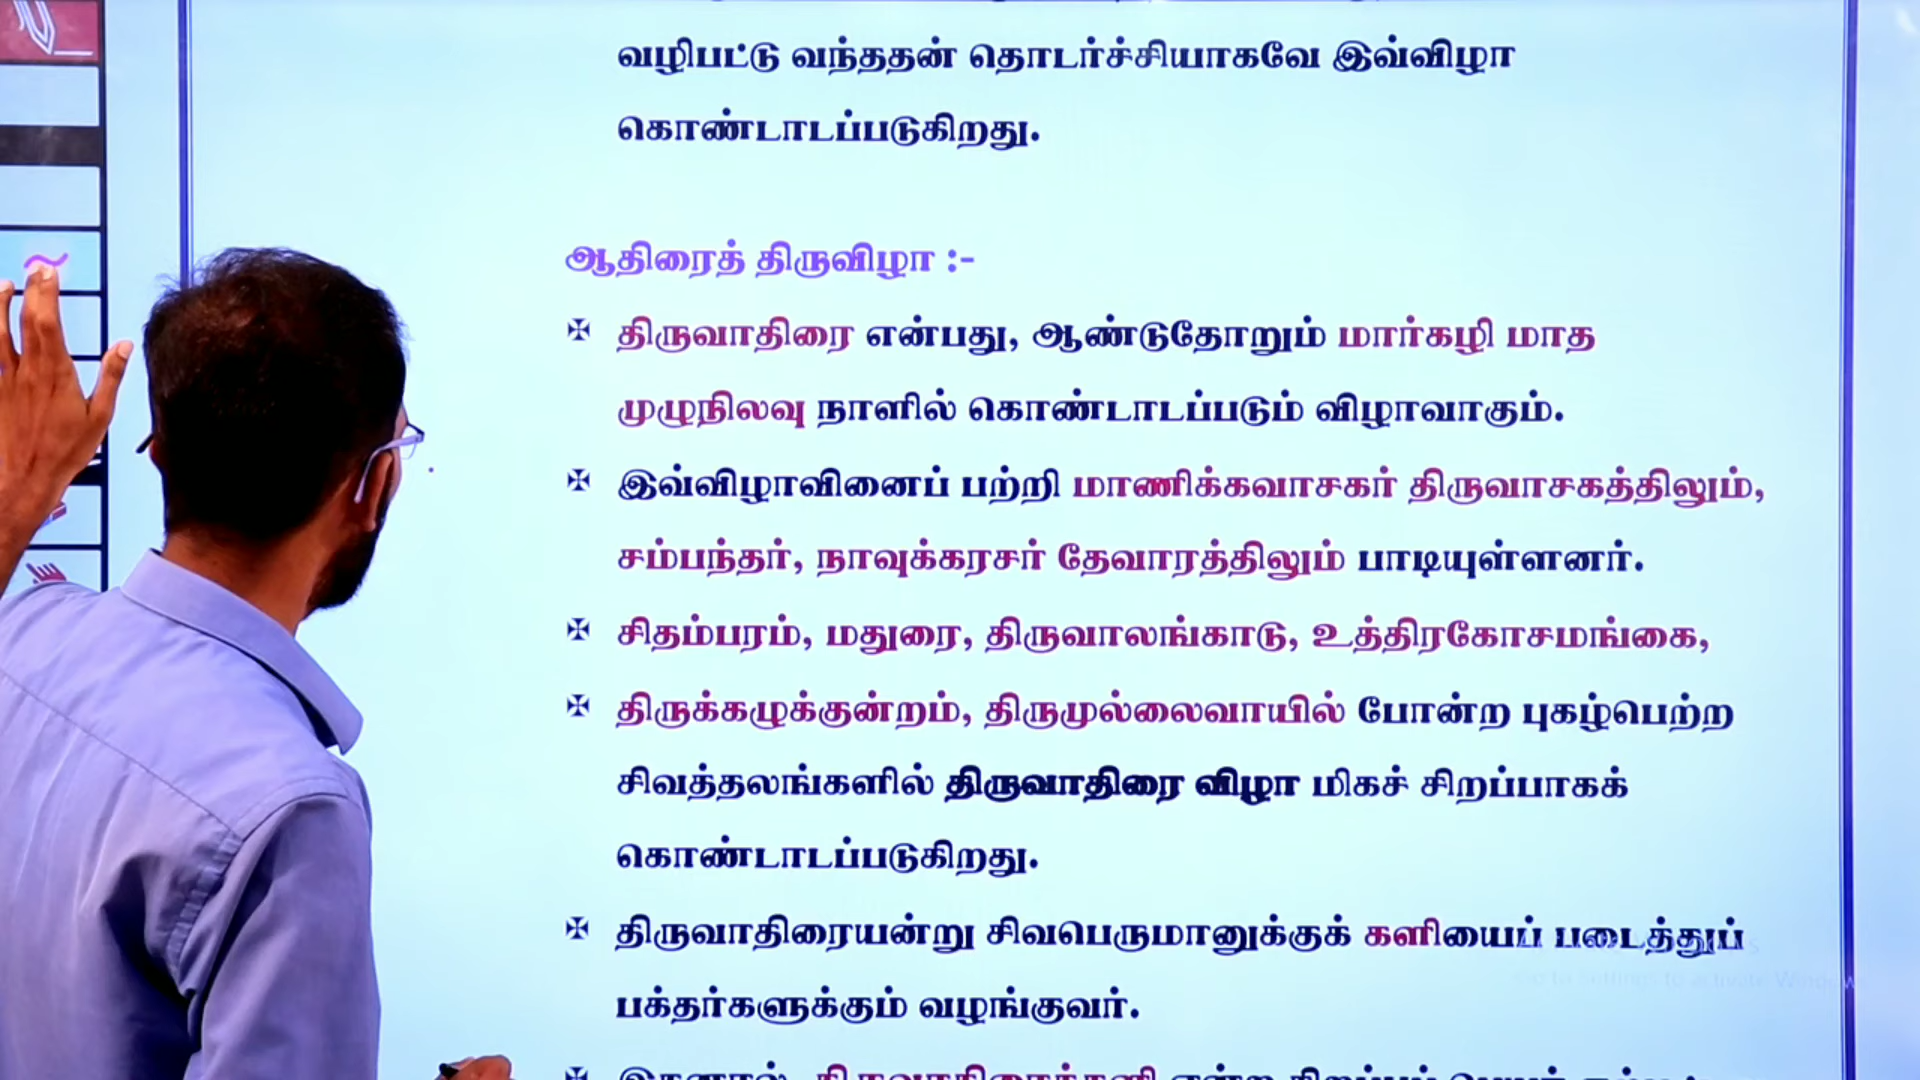 வழிபட்டு வந்ததன் தொடர்ச்சியாகவே இவ்விழா
கொண்டாடப்படுகிறது.
ஆதிரைத் திருவிழா :-
✠ திருவாதிரை என்பது, ஆண்டுதோறும் மார்கழி மாத
முழுநிலவு நாளில் கொண்டாடப்படும் விழாவாகும்.
✠ இவ்விழாவினைப் பற்றி மாணிக்கவாசகர் திருவாசகத்திலும்,
சம்பந்தர், நாவுக்கரசர் தேவாரத்திலும் பாடியுள்ளனர்.
✠ சிதம்பரம், மதுரை, திருவாலங்காடு, உத்திரகோசமங்கை,
✠ திருக்கழுக்குன்றம், திருமுல்லைவாயில் போன்ற புகழ்பெற்ற
சிவத்தலங்களில் திருவாதிரை விழா மிகச் சிறப்பாகக்
கொண்டாடப்படுகிறது.
✠ திருவாதிரையன்று சிவபெருமானுக்குக் களியைப் படைத்துப்
பக்தர்களுக்கும் வழங்குவர்.